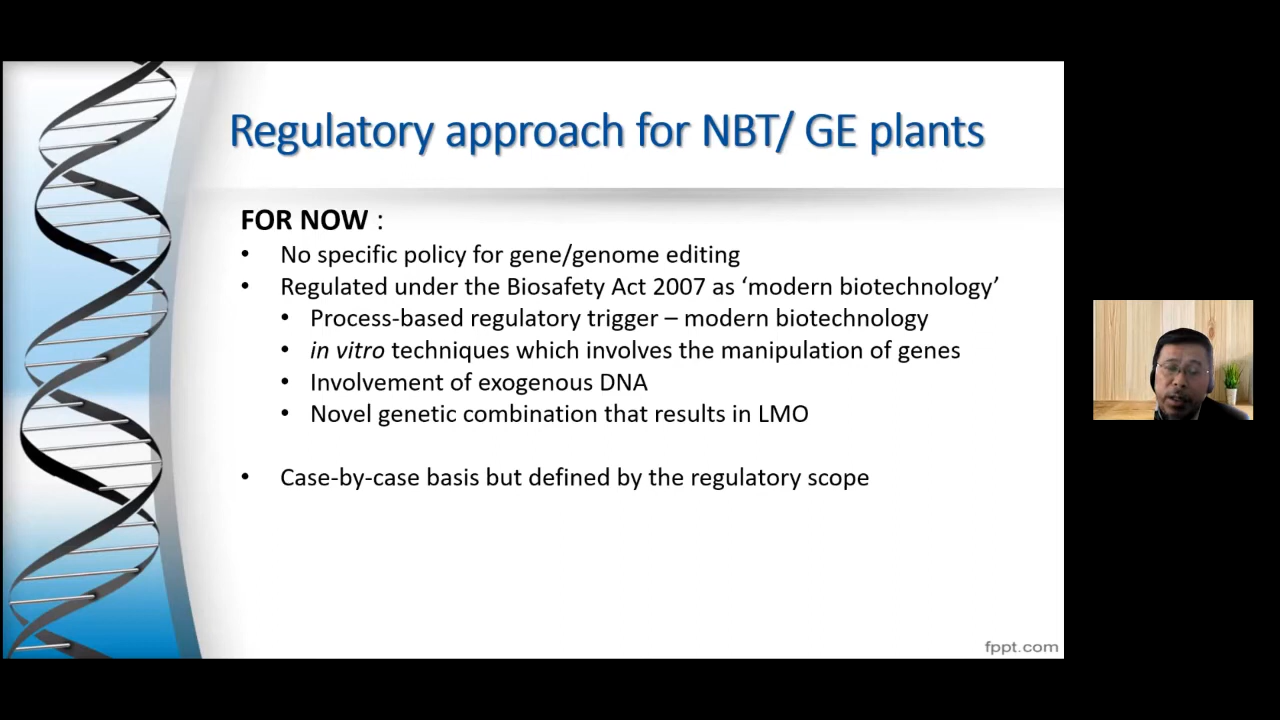 Regulatory approach for NBT/ GE plants
FOR NOW :
• No specific policy for gene/genome editing
• Regulated under the Biosafety Act 2007 as ‘modern biotechnology’
• Process-based regulatory trigger – modern biotechnology
• in vitro techniques which involves the manipulation of genes
• Involvement of exogenous DNA
• Novel genetic combination that results in LMO
• Case-by-case basis but defined by the regulatory scope
fppt.com